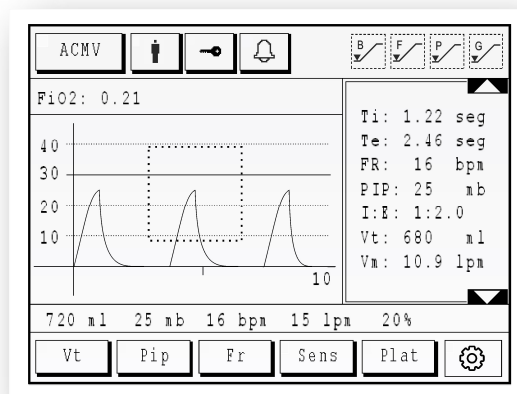 ACMV B F P G
FiO2: 0.21
40
30
20
10
10
Ti: 1.22 seg
Te: 2.46 seg
FR: 16 bpm
PIP: 25 mb
I:E: 1:2.0
Vt: 680 ml
Vm: 10.9 lpm
720 ml 25 mb 16 bpm 15 lpm 20%
Vt Pip Fr Sens Plat